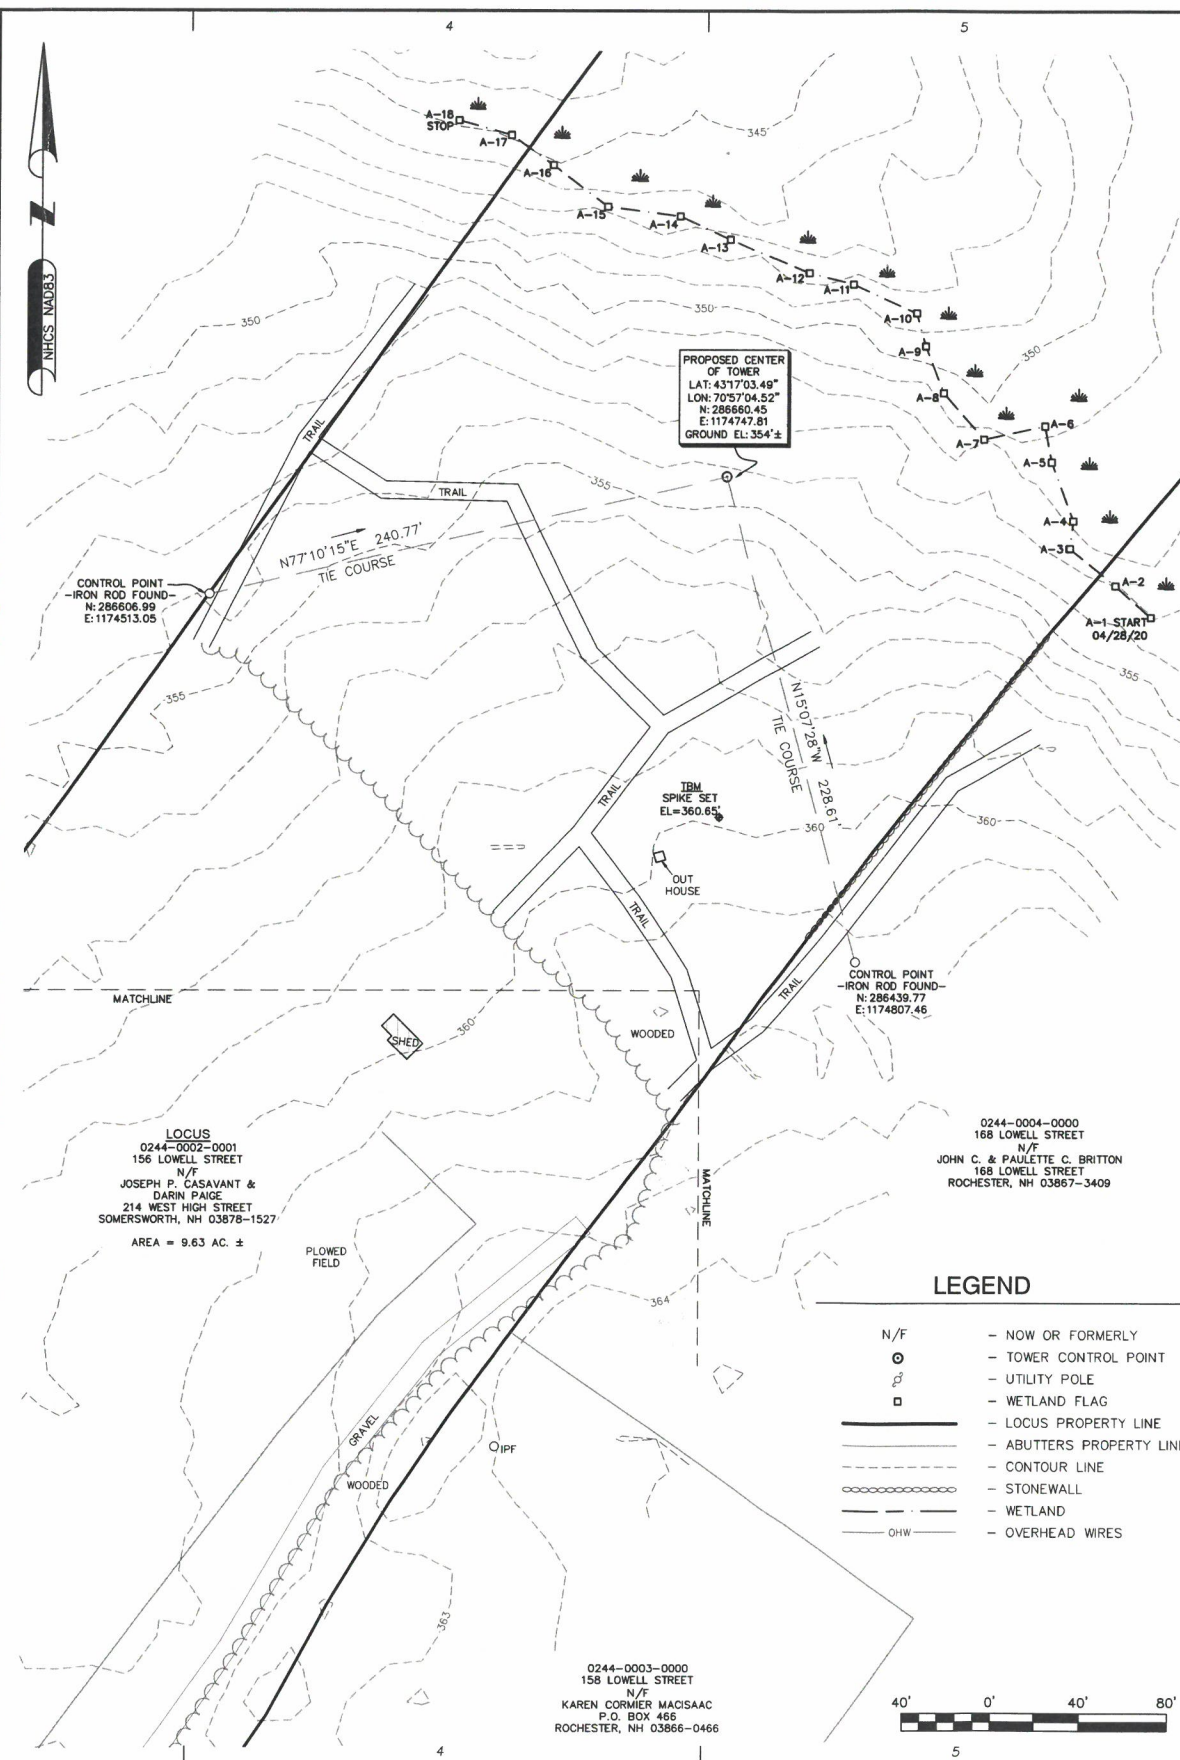 4
5
NHCS NAD83
N
A-18
STOP
A-17
A-16
A-15
A-14
A-13
A-12
A-11
A-10
A-9
A-8
A-7
A-6
A-5
A-4
A-3
A-2
A-1 START
04/28/20
345'
350
350
350
PROPOSED CENTER
OF TOWER
LAT: 43°17'03.49"
LON: 70°57'04.52"
N: 286660.45
E: 1174747.81
GROUND EL: 354'±
TRAIL
TRAIL
355
N77°10'15"E 240.77'
TIE COURSE
CONTROL POINT
-IRON ROD FOUND-
N: 286606.99
E: 1174513.05
355
355
N15°07'28"W 228.61'
TIE COURSE
TBM
SPIKE SET
EL=360.65'
TRAIL
360
360
OUT
HOUSE
TRAIL
CONTROL POINT
-IRON ROD FOUND-
N: 286439.77
E: 1174807.46
TRAIL
MATCHLINE
SHED
360
WOODED
MATCHLINE
LOCUS
0244-0002-0001
156 LOWELL STREET
N/F
JOSEPH P. CASAVANT &
DARIN PAIGE
214 WEST HIGH STREET
SOMERSWORTH, NH 03878-1527
AREA = 9.63 AC. ±
0244-0004-0000
168 LOWELL STREET
N/F
JOHN C. & PAULETTE C. BRITTON
168 LOWELL STREET
ROCHESTER, NH 03867-3409
PLOWED
FIELD
364
GRAVEL
IPF
WOODED
363
LEGEND
N/F - NOW OR FORMERLY
- TOWER CONTROL POINT
- UTILITY POLE
- WETLAND FLAG
- LOCUS PROPERTY LINE
- ABUTTERS PROPERTY LINE
- CONTOUR LINE
- STONEWALL
- WETLAND
OHW - OVERHEAD WIRES
0244-0003-0000
158 LOWELL STREET
N/F
KAREN CORMIER MACISAAC
P.O. BOX 466
ROCHESTER, NH 03866-0466
40' 0' 40' 80'
4
5